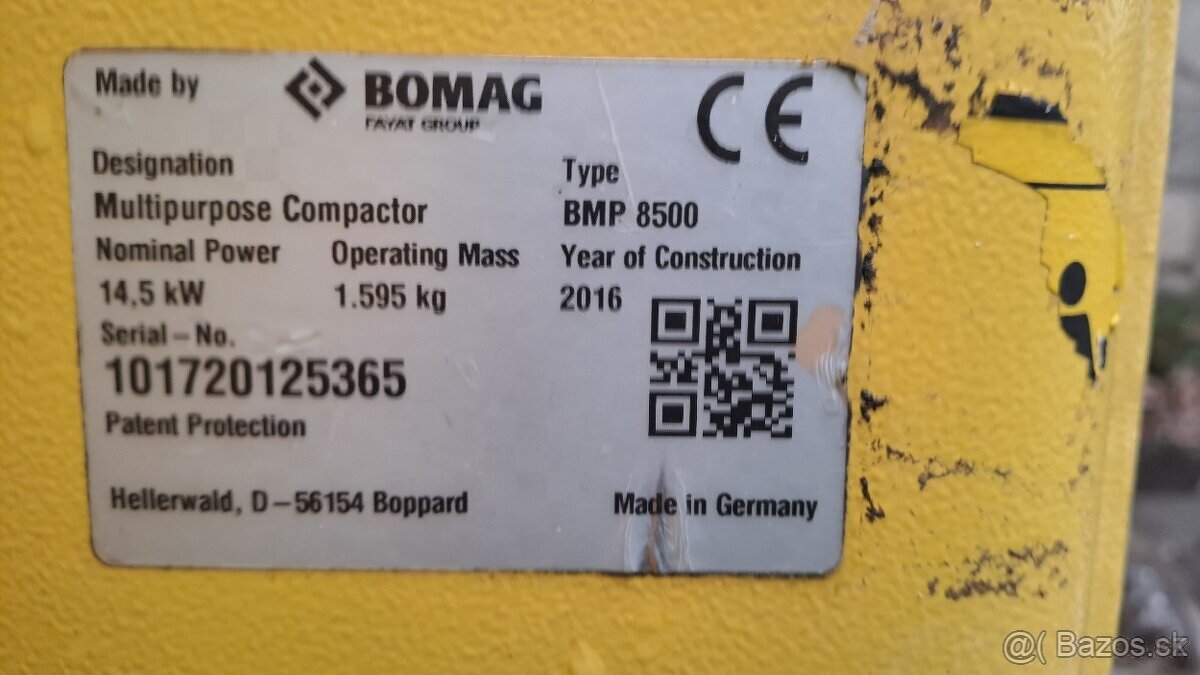 Made by BOMAG
FAYAT GROUP
CE
Designation Type
Multipurpose Compactor BMP 8500
Nominal Power Operating Mass Year of Construction
14,5 kW 1.595 kg 2016
Serial-No.
101720125365
Patent Protection
Hellerwald, D-56154 Boppard Made in Germany
@( Bazos.sk